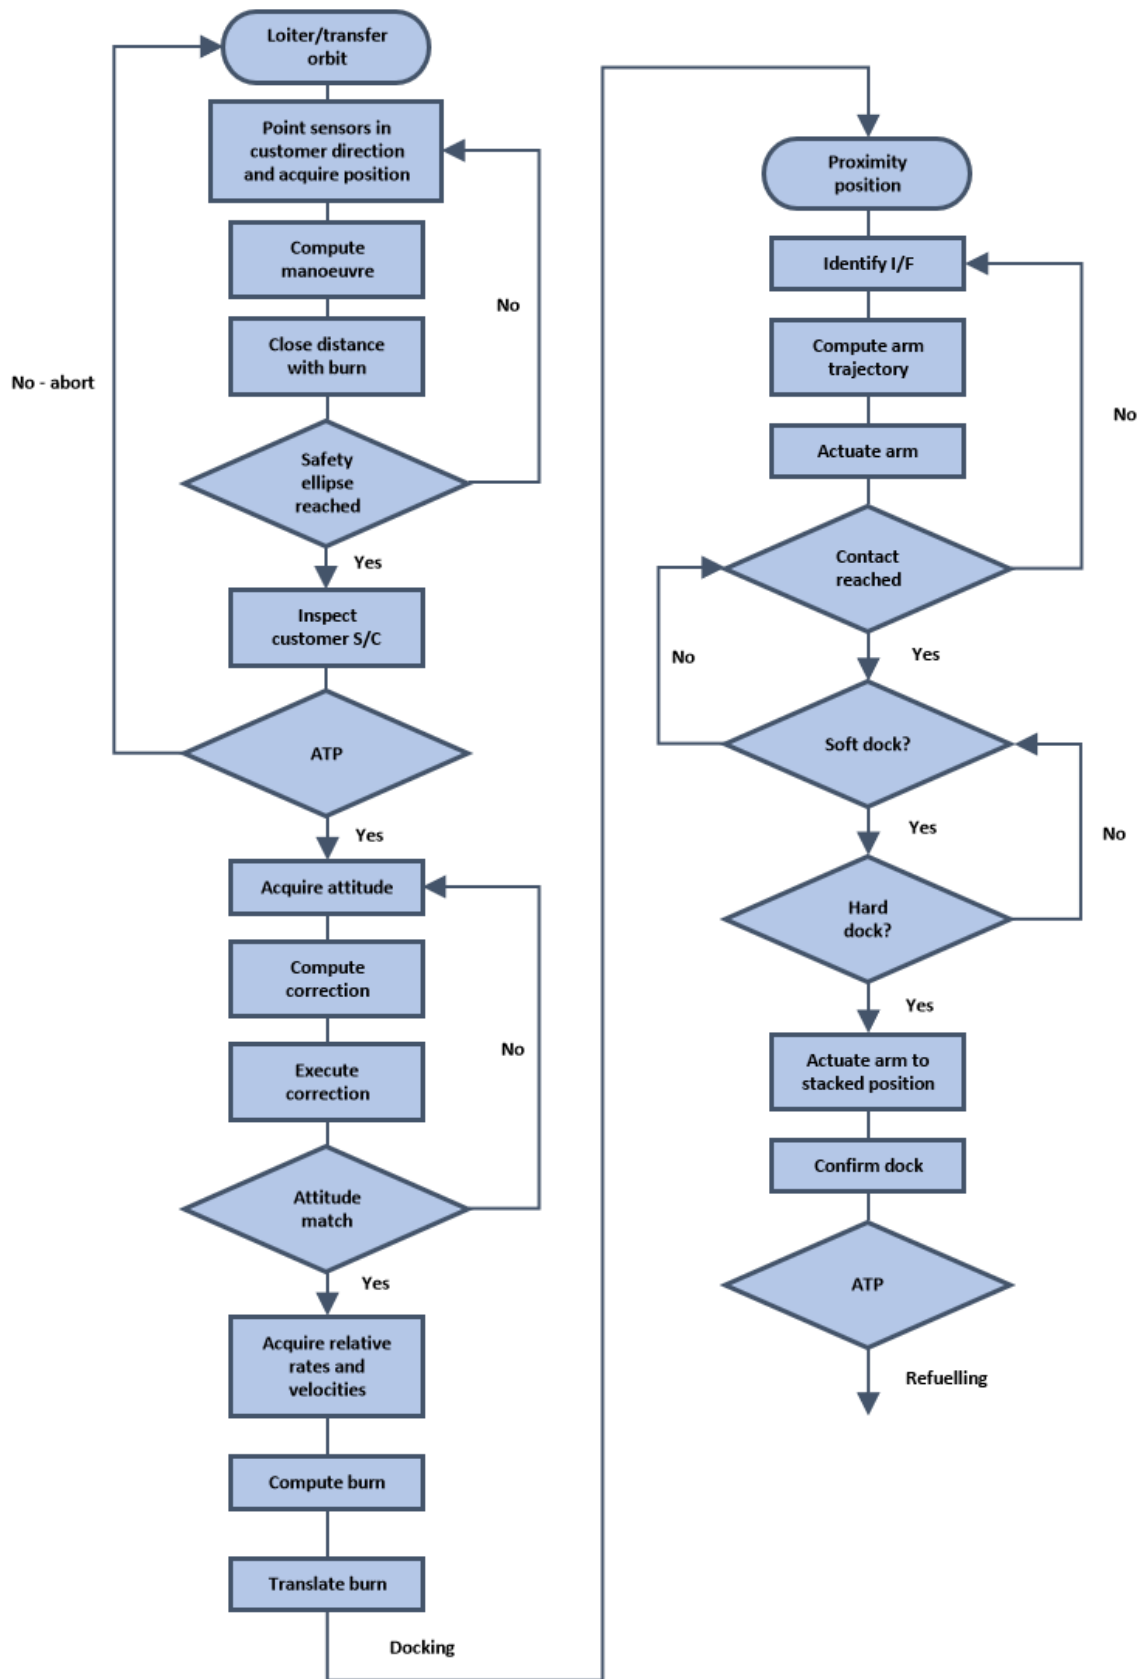 Loiter/transfer
orbit
Point sensors in
customer direction
and acquire position
Compute
manoeuvre
No
Close distance
with burn
No - abort
Safety
ellipse
reached
Yes
Inspect
customer S/C
ATP
Yes
Acquire attitude
Compute
correction
No
Execute
correction
Attitude
match
Yes
Acquire relative
rates and
velocities
Compute burn
Translate burn
Docking
Proximity
position
Identify I/F
Compute arm
trajectory
No
Actuate arm
Contact
reached
Yes
No
Soft dock?
Yes
No
Hard
dock?
Yes
Actuate arm to
stacked position
Confirm dock
ATP
Refuelling